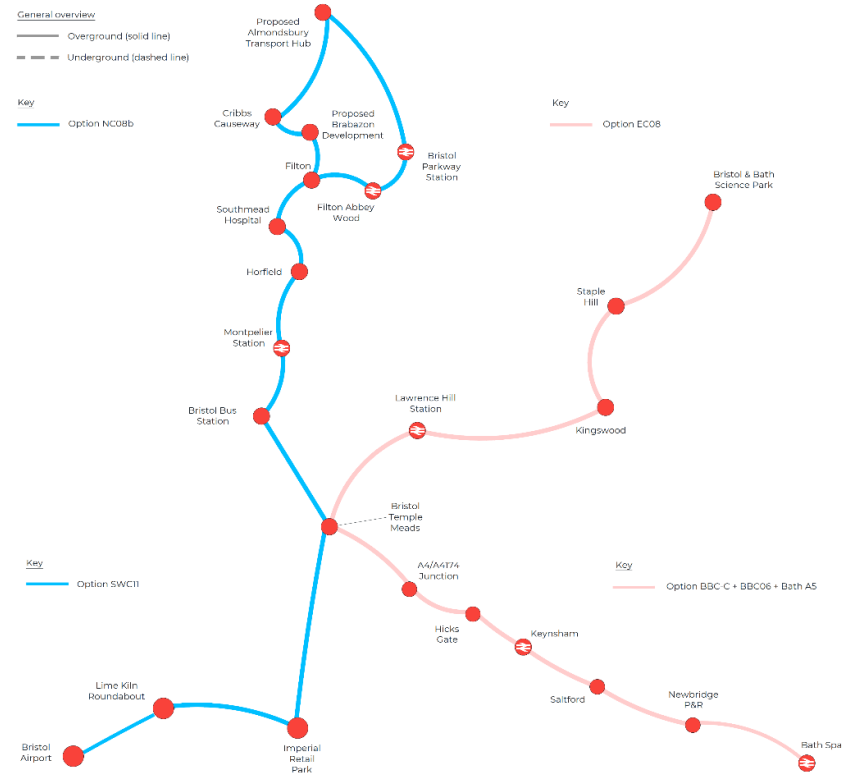 General overview
Overground (solid line)
Underground (dashed line)
Key
Option NC08b
Key
Option EC08
Proposed
Almondsbury
Transport Hub
Cribbs
Causeway
Proposed
Brabazon
Development
Bristol
Parkway
Station
Filton
Filton Abbey
Wood
Southmead
Hospital
Horfield
Montpelier
Station
Bristol Bus
Station
Bristol & Bath
Science Park
Staple
Hill
Lawrence Hill
Station
Kingswood
Bristol
Temple
Meads
Key
Option SWC11
Key
Option BBC-C + BBC06 + Bath A5
A4/A4174
Junction
Hicks
Gate
Keynsham
Saltford
Newbridge
P&R
Bath Spa
Lime Kiln
Roundabout
Bristol
Airport
Imperial
Retail
Park